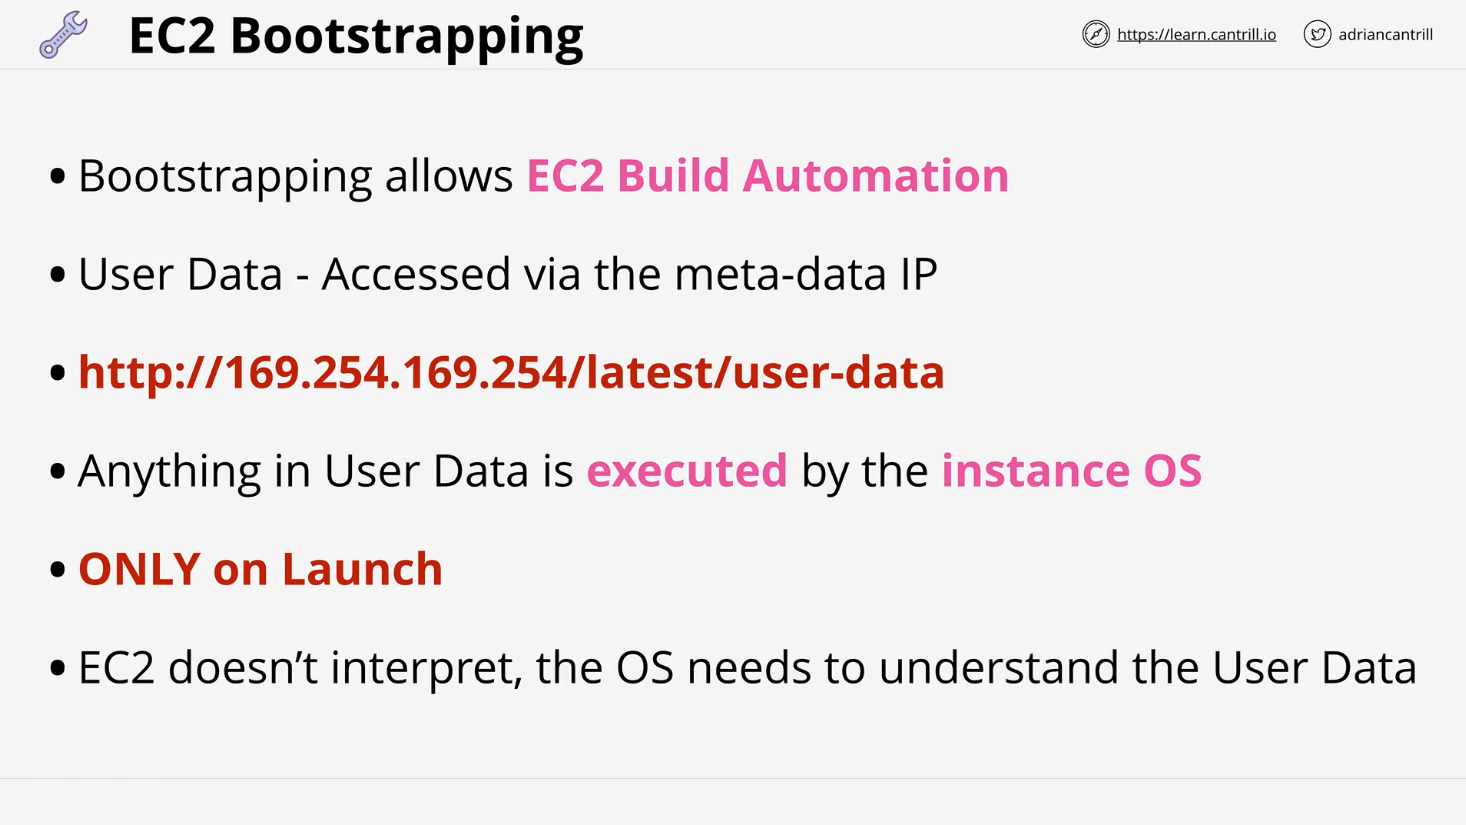 EC2 Bootstrapping
https://learn.cantrill.io
adriancantrill
• Bootstrapping allows EC2 Build Automation
• User Data - Accessed via the meta-data IP
• http://169.254.169.254/latest/user-data
• Anything in User Data is executed by the instance OS
• ONLY on Launch
• EC2 doesn’t interpret, the OS needs to understand the User Data